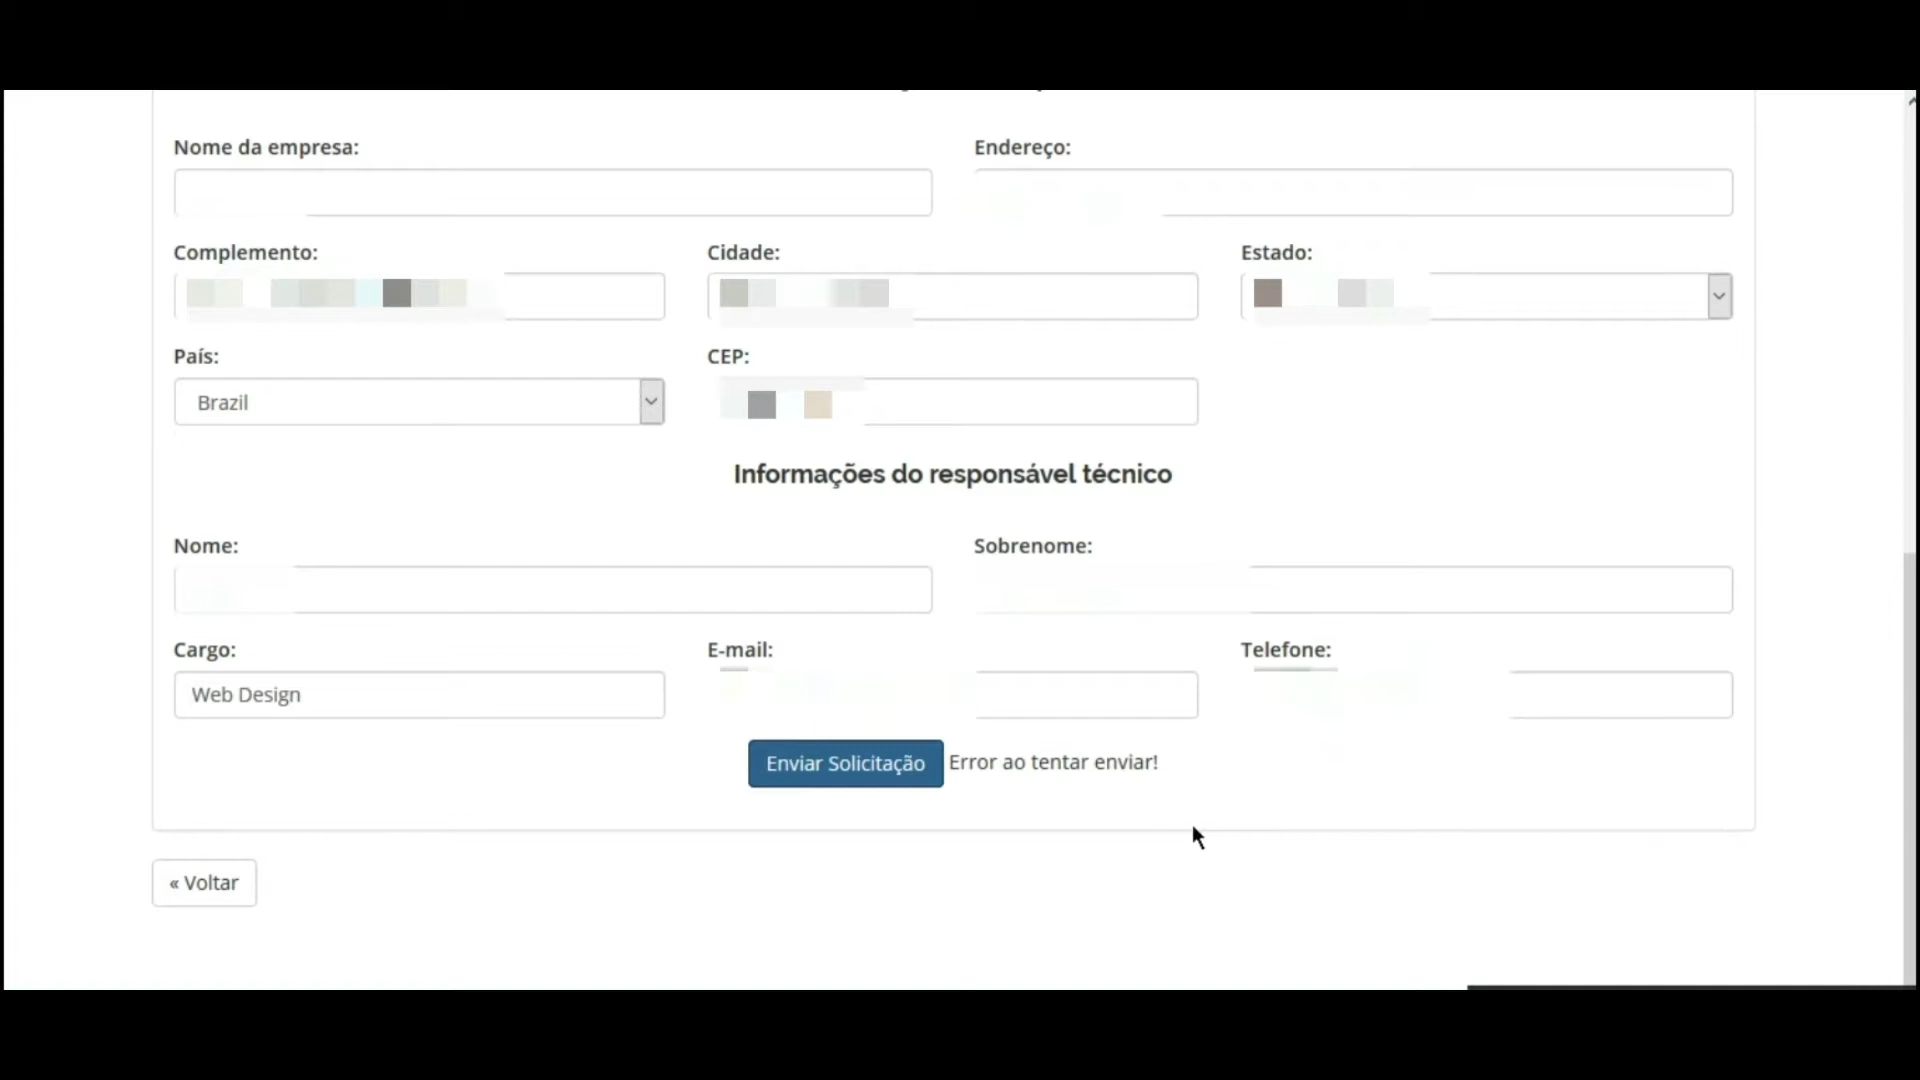 Nome da empresa:
Endereço:
Complemento:
Cidade:
Estado:
País:
CEP:
Brazil
Informações do responsável técnico
Nome:
Sobrenome:
Cargo:
E-mail:
Telefone:
Web Design
Enviar Solicitação Error ao tentar enviar!
« Voltar